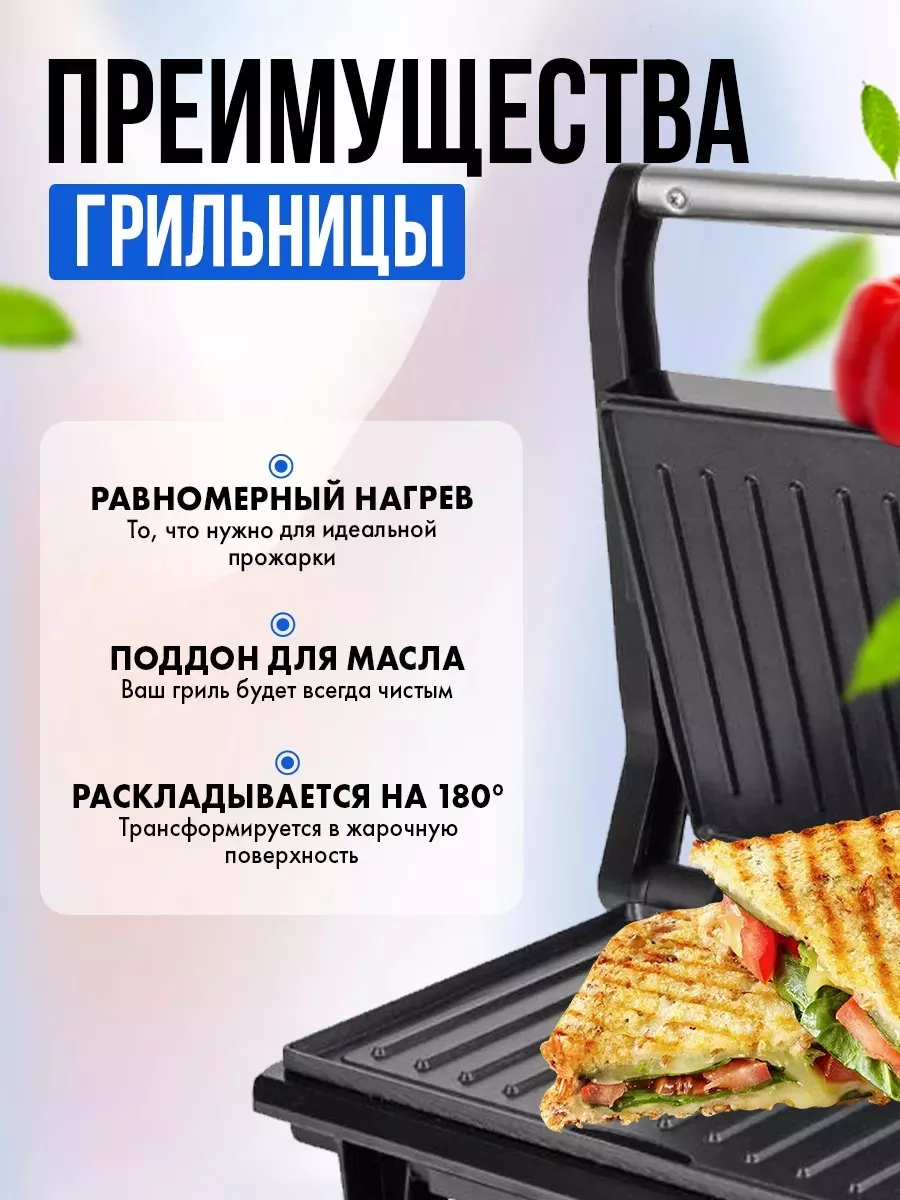 ПРЕИМУЩЕСТВА
ГРИЛЬНИЦЫ
РАВНОМЕРНЫЙ НАГРЕВ
То, что нужно для идеальной
прожарки
ПОДДОН ДЛЯ МАСЛА
Ваш гриль будет всегда чистым
РАСКЛАДЫВАЕТСЯ НА 180°
Трансформируется в жарочную
поверхность